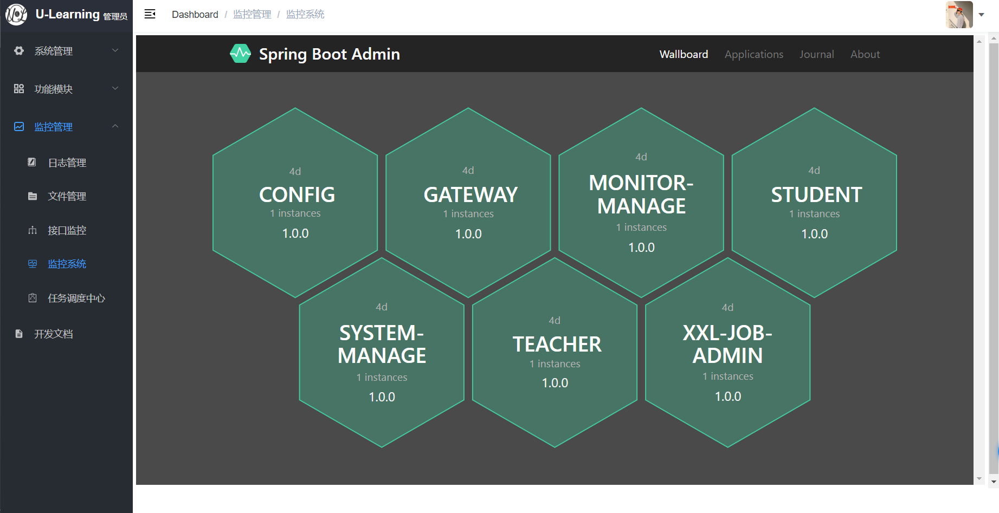 U-Learning 管理员
Dashboard / 监控管理 / 监控系统
系统管理
功能模块
监控管理
日志管理
文件管理
接口监控
监控系统
任务调度中心
开发文档
Spring Boot Admin
Wallboard Applications Journal About
4d
CONFIG
1 instances
1.0.0
4d
GATEWAY
1 instances
1.0.0
4d
MONITOR-
MANAGE
1 instances
1.0.0
4d
STUDENT
1 instances
1.0.0
4d
SYSTEM-
MANAGE
1 instances
1.0.0
4d
TEACHER
1 instances
1.0.0
4d
XXL-JOB-
ADMIN
1 instances
1.0.0